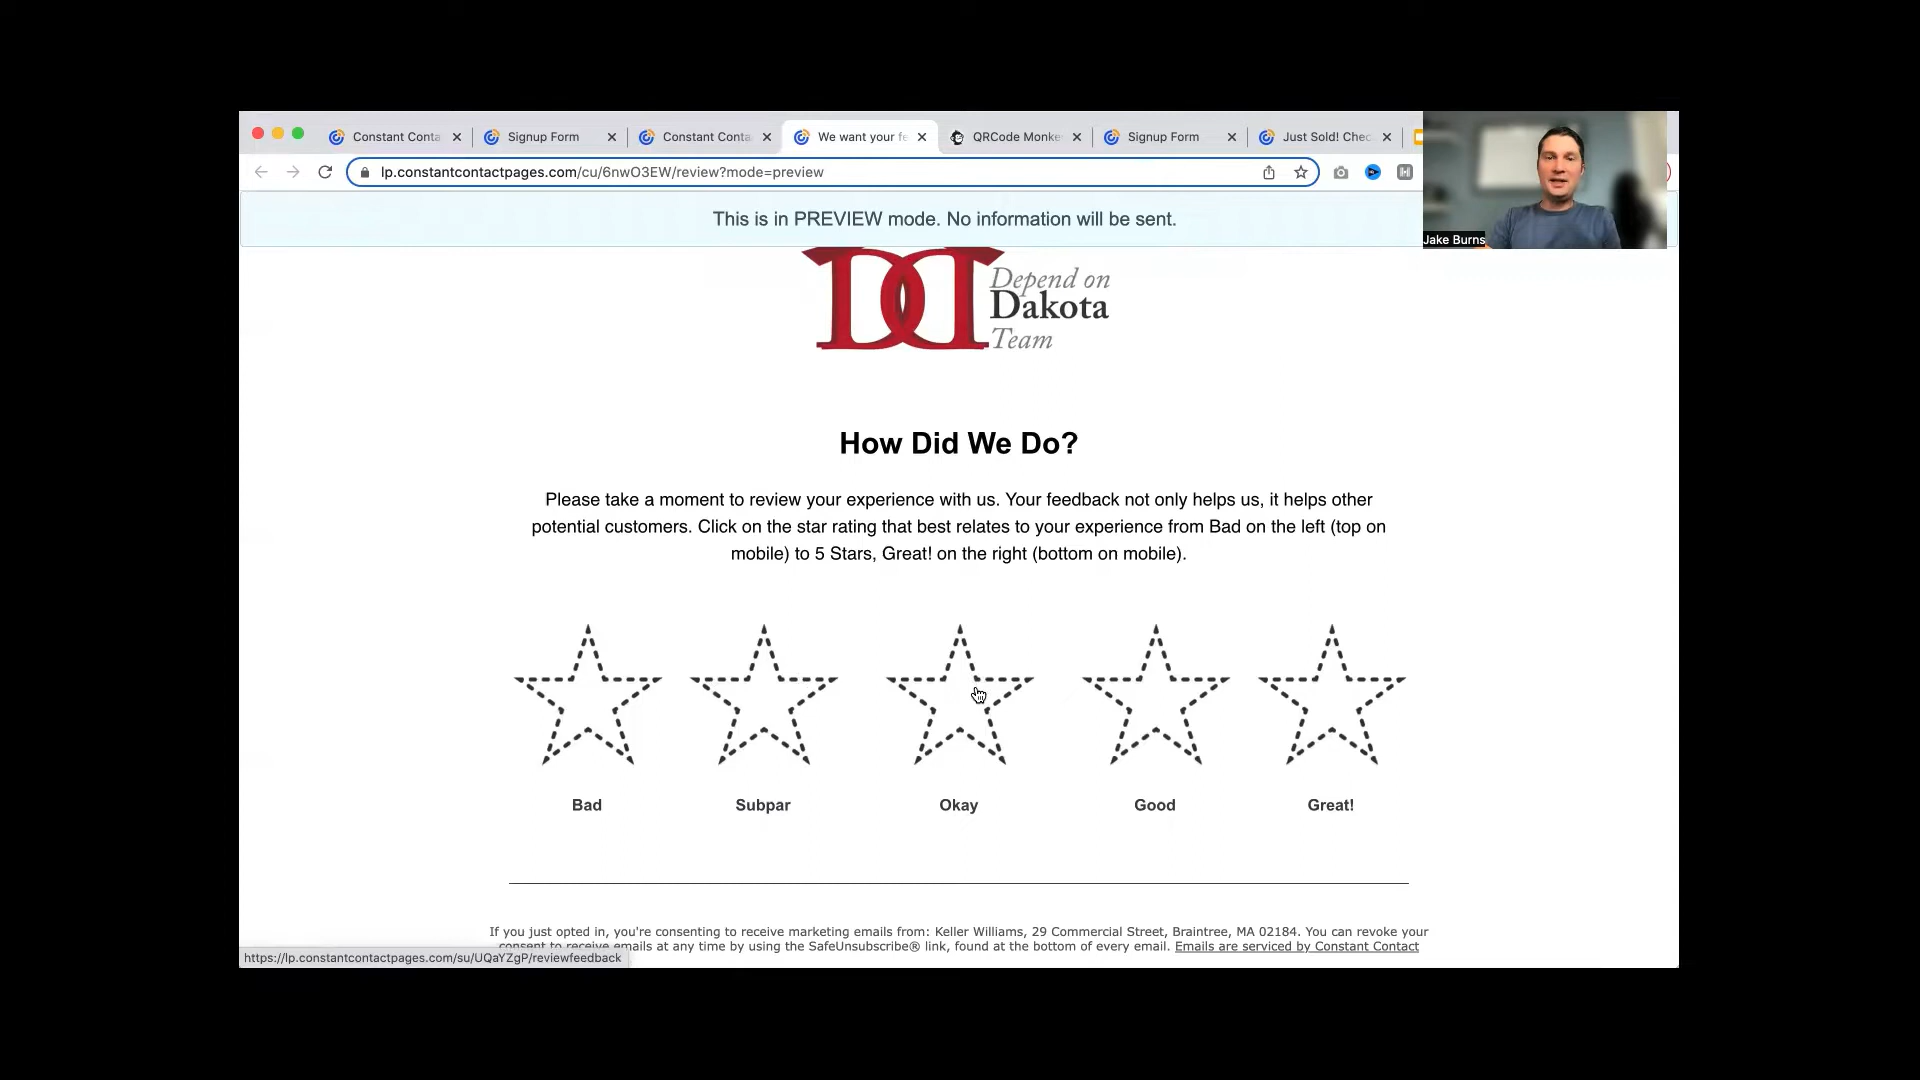 Constant Conta
Signup Form
Constant Conta
We want your fe
QRCode Monke
Signup Form
Just Sold! Chec
lp.constantcontactpages.com/cu/6nwO3EW/review?mode=preview
This is in PREVIEW mode. No information will be sent.
Jake Burns
Depend on
Dakota
Team
How Did We Do?
Please take a moment to review your experience with us. Your feedback not only helps us, it helps other
potential customers. Click on the star rating that best relates to your experience from Bad on the left (top on
mobile) to 5 Stars, Great! on the right (bottom on mobile).
Bad
Subpar
Okay
Good
Great!
If you just opted in, you're consenting to receive marketing emails from: Keller Williams, 29 Commercial Street, Braintree, MA 02184. You can revoke your
consent to receive emails at any time by using the SafeUnsubscribe® link, found at the bottom of every email. Emails are serviced by Constant Contact
https://lp.constantcontactpages.com/su/UQaYZgP/reviewfeedback